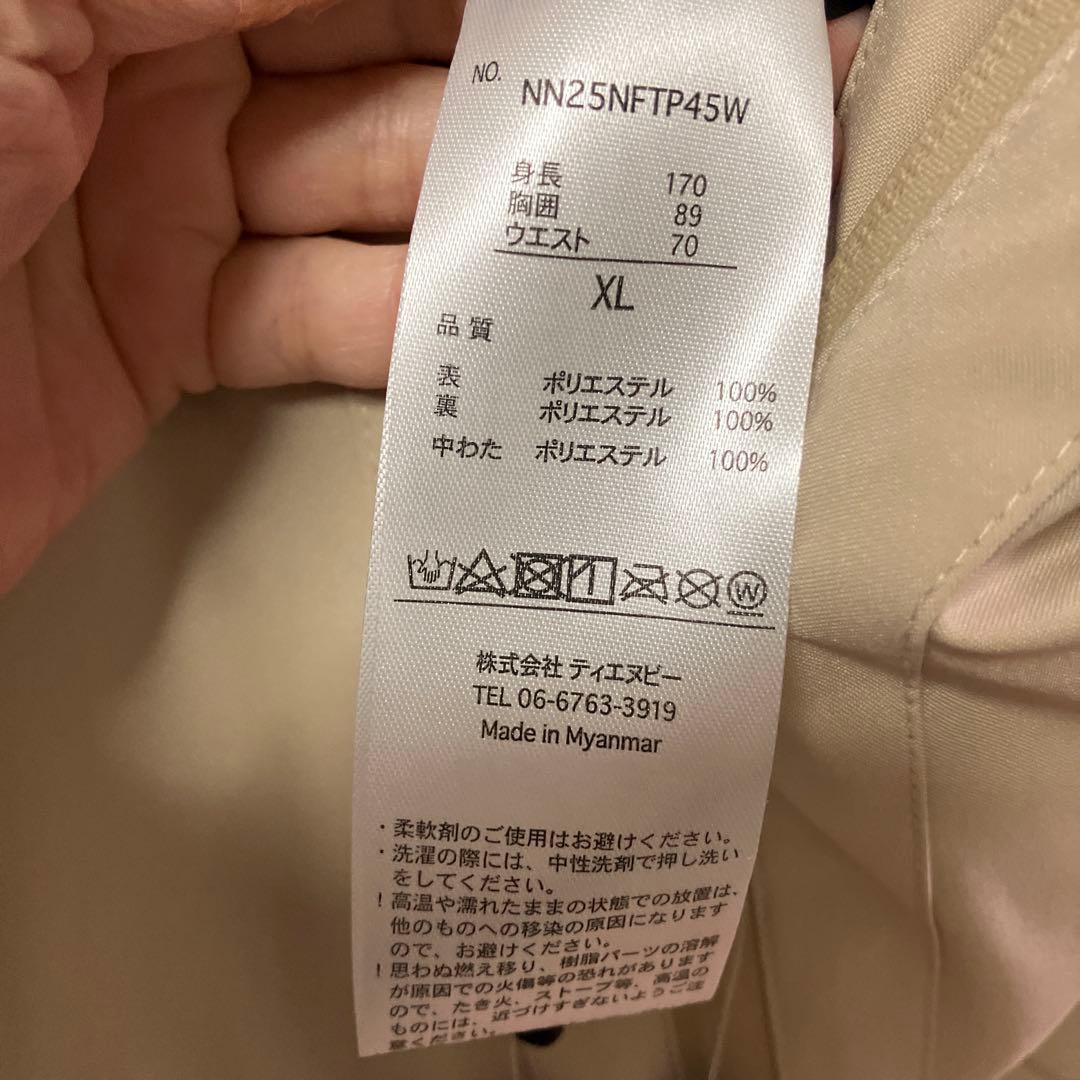 NO. NN25NFTP45W
身長 170
胸囲 89
ウエスト 70
XL
品質
表 ポリエステル 100%
裏 ポリエステル 100%
中わた ポリエステル 100%
W
株式会社 ティエヌピー
TEL 06-6763-3919
Made in Myanmar
・柔軟剤のご使用はお避けください。
・洗濯の際には、中性洗剤で押し洗い
をしてください。
！高温や濡れたままの状態での放置は、
他のものへの移染の原因になります
ので、お避けください。
！思わぬ燃え移り、樹脂パーツの溶解
が原因での火傷等の恐れがあります
ので、たき火、ストーブ等、高温の
ものには、近づけすぎないようご注
意ください。